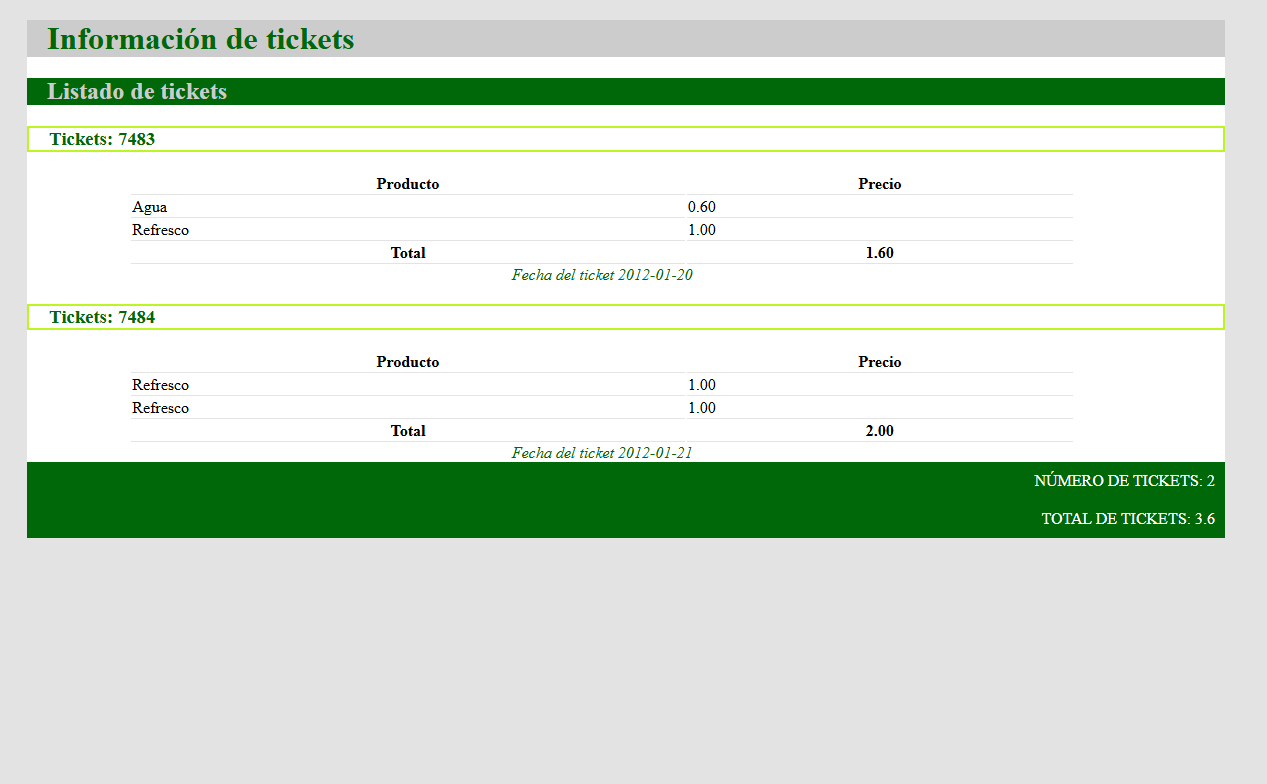 Información de tickets
Listado de tickets
Tickets: 7483
Producto Precio
Agua 0.60
Refresco 1.00
Total 1.60
Fecha del ticket 2012-01-20
Tickets: 7484
Producto Precio
Refresco 1.00
Refresco 1.00
Total 2.00
Fecha del ticket 2012-01-21
NÚMERO DE TICKETS: 2
TOTAL DE TICKETS: 3.6